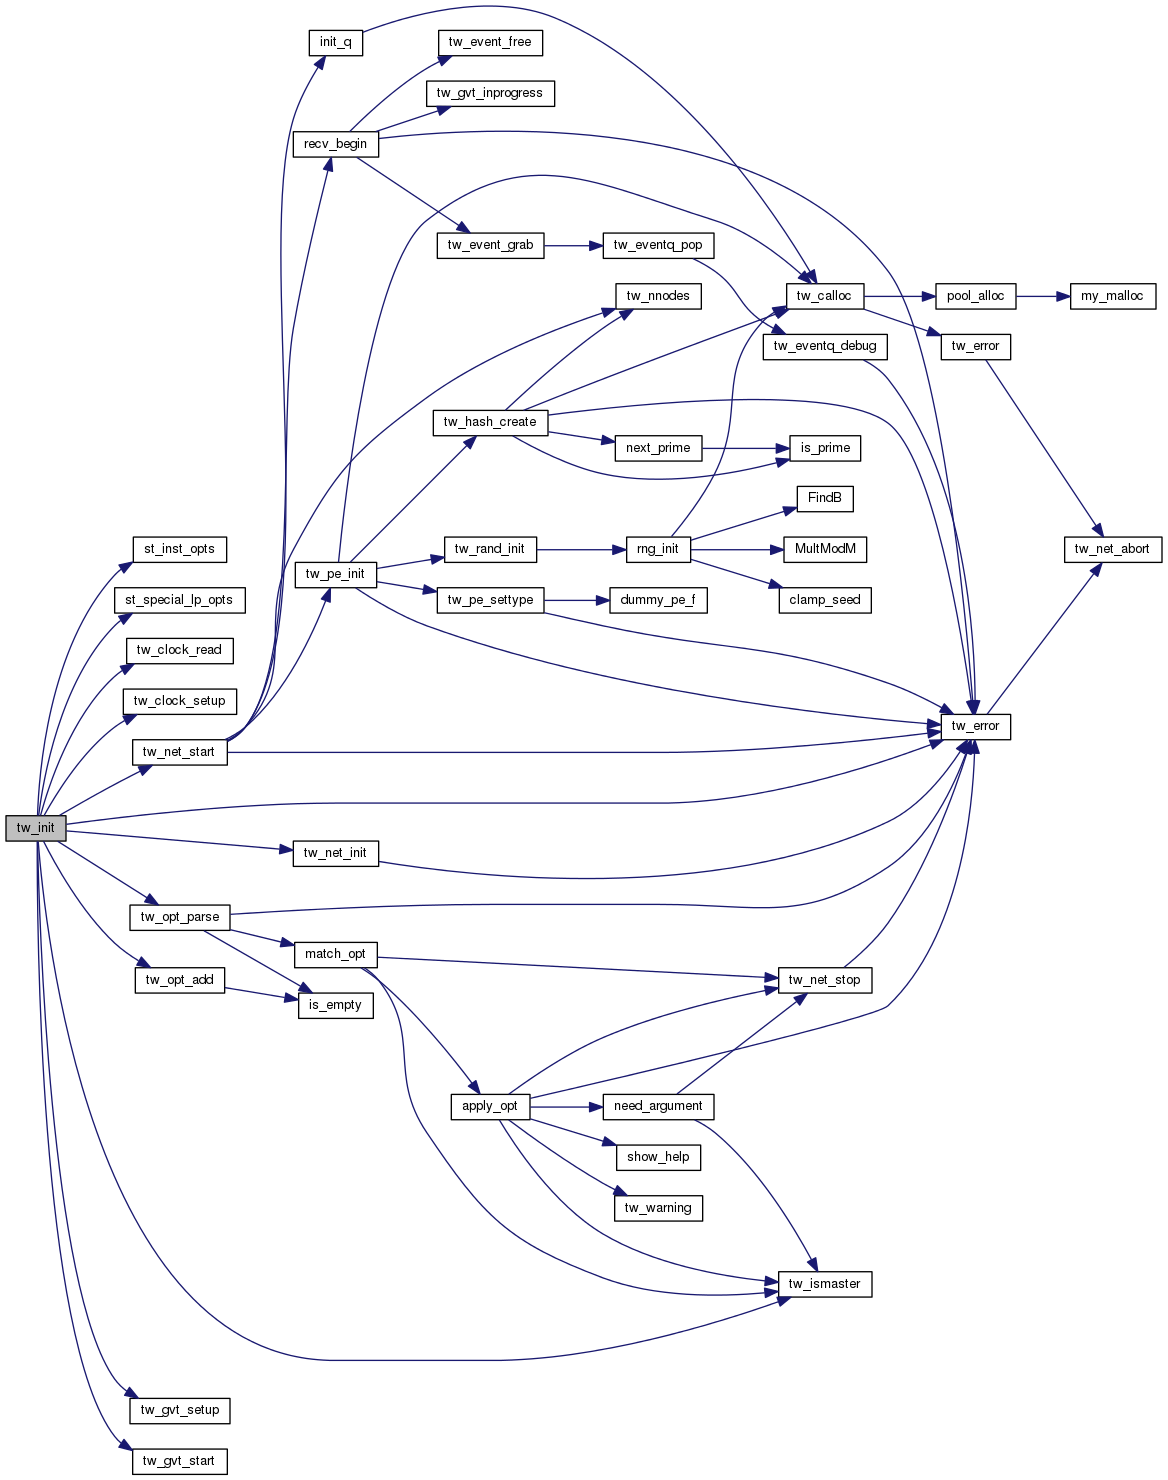 init_q
tw_event_free
tw_gvt_inprogress
recv_begin
tw_event_grab
tw_eventq_pop
tw_nnodes
tw_calloc
pool_alloc
my_malloc
tw_eventq_debug
tw_error
tw_hash_create
next_prime
is_prime
FindB
st_inst_opts
tw_rand_init
rng_init
MultModM
tw_net_abort
tw_pe_init
st_special_lp_opts
tw_pe_settype
dummy_pe_f
clamp_seed
tw_clock_read
tw_clock_setup
tw_net_start
tw_error
tw_init
tw_net_init
tw_opt_parse
match_opt
tw_opt_add
tw_net_stop
is_empty
apply_opt
need_argument
show_help
tw_warning
tw_ismaster
tw_gvt_setup
tw_gvt_start